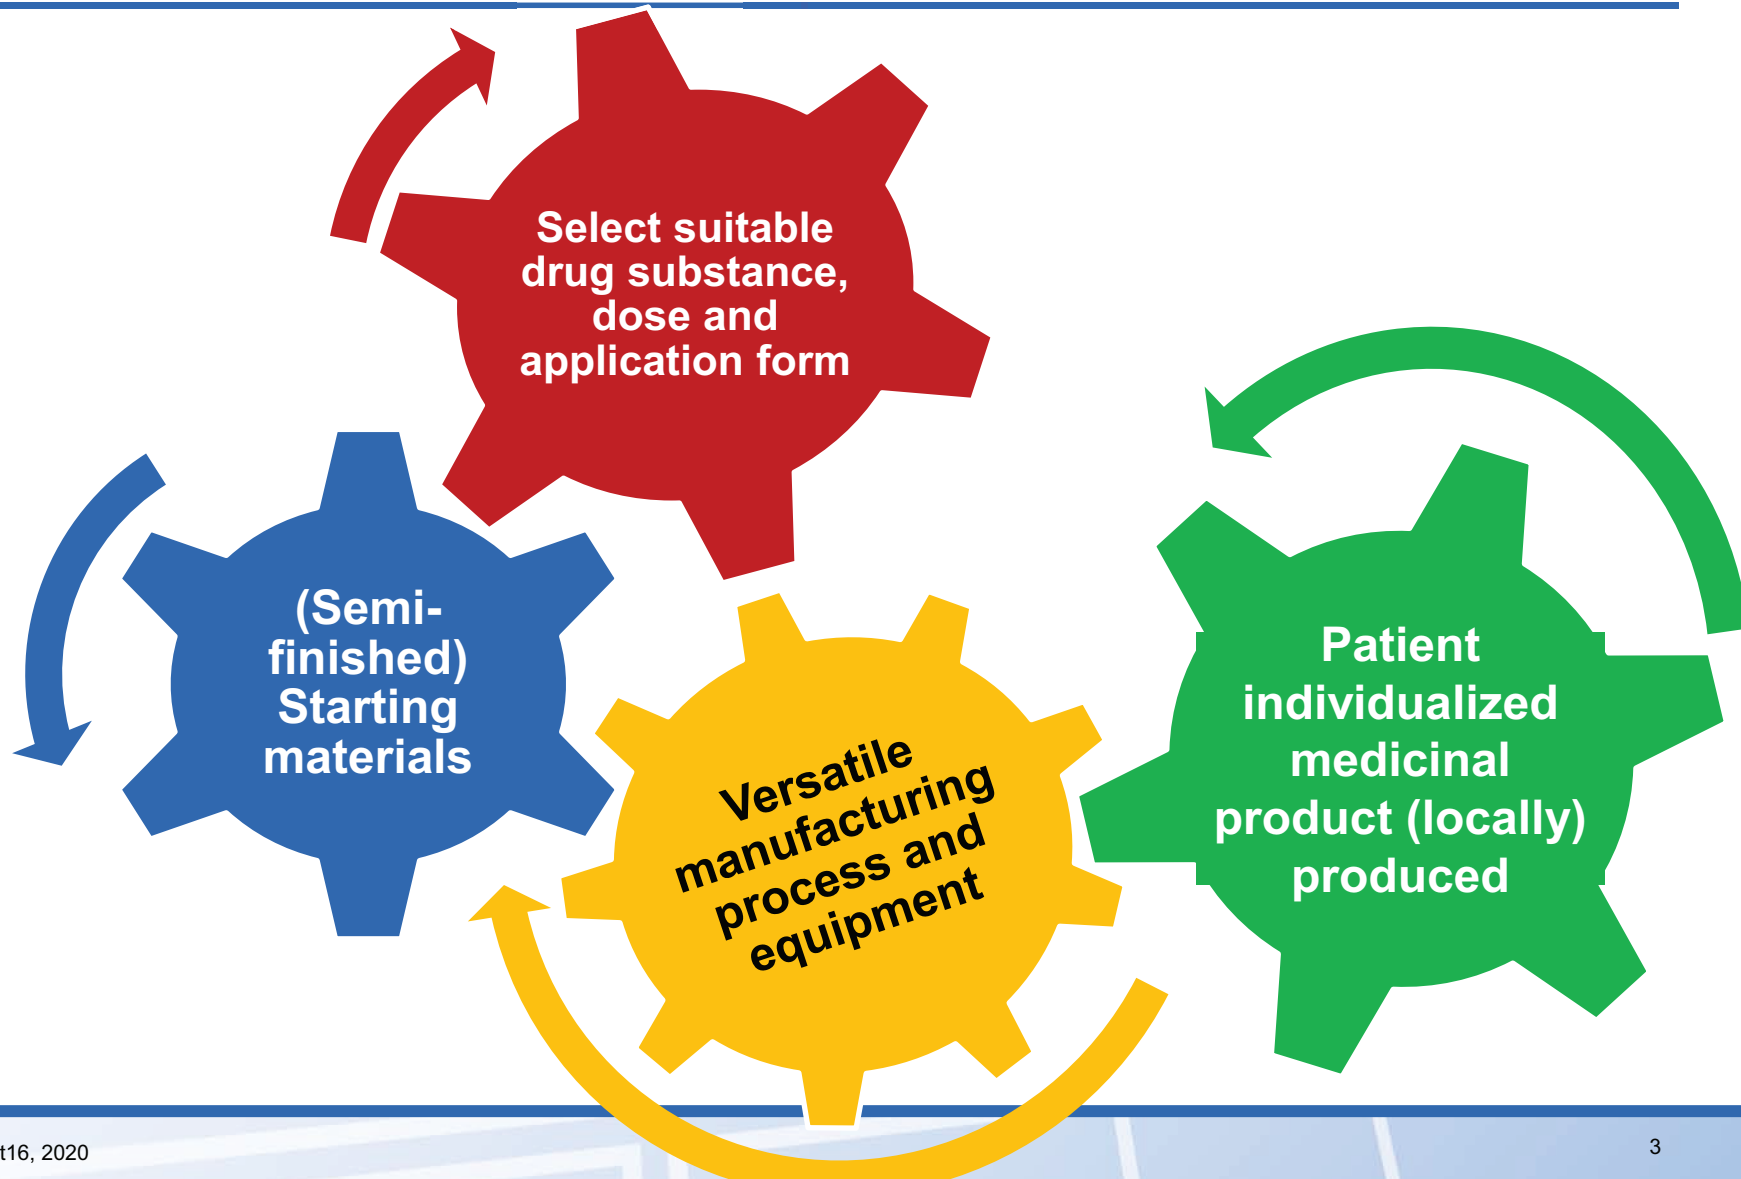 Select suitable
drug substance,
dose and
application form
(Semi-
finished)
Starting
materials
Versatile
manufacturing
process and
equipment
Patient
individualized
medicinal
product (locally)
produced
t16, 2020
3